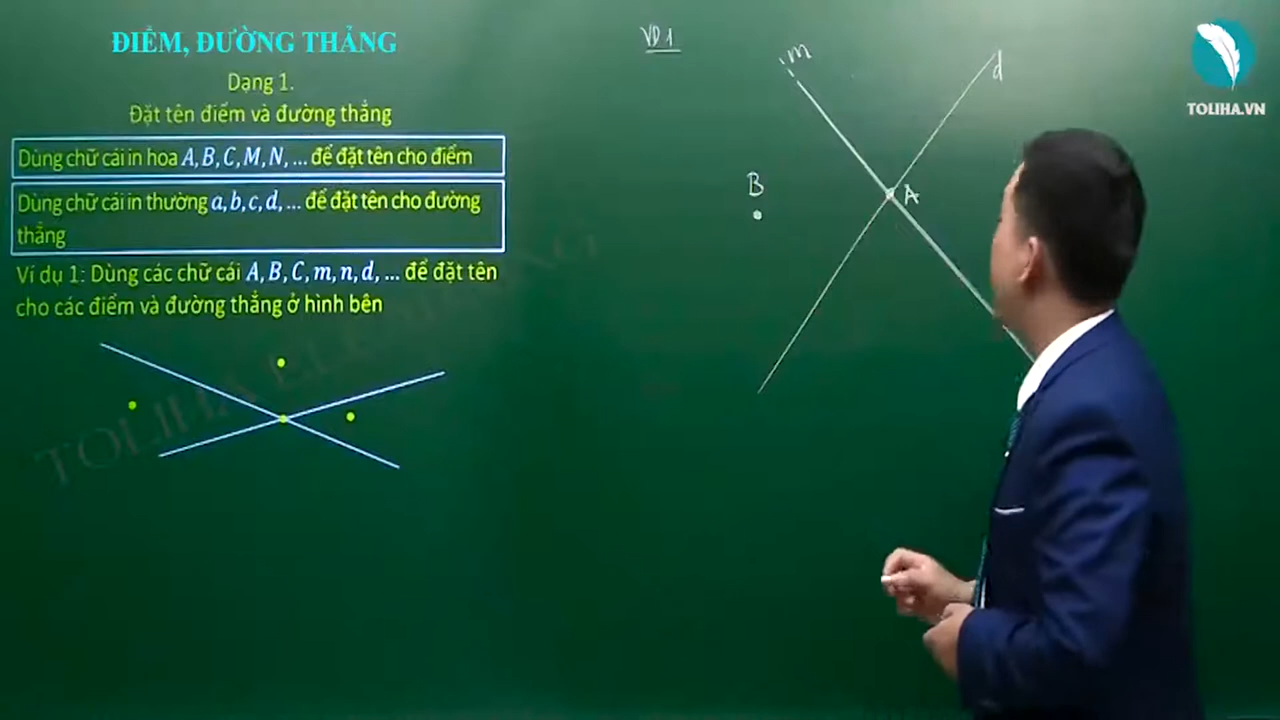 ĐIỂM, ĐƯỜNG THẲNG
Dạng 1.
Đặt tên điểm và đường thẳng
Dùng chữ cái in hoa A, B, C, M, N, ... để đặt tên cho điểm
Dùng chữ cái in thường a, b, c, d, ... để đặt tên cho đường
thẳng
Ví dụ 1: Dùng các chữ cái A, B, C, m, n, d, ... để đặt tên
cho các điểm và đường thẳng ở hình bên
VD1
m
d
B
A
TOLIHA.VN